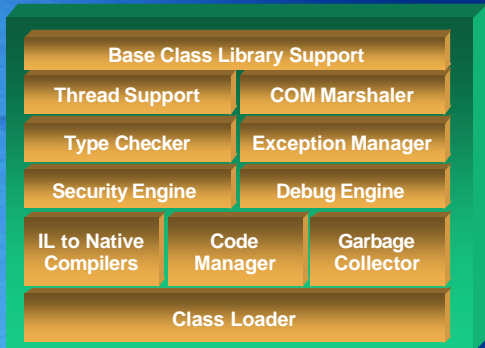 Base Class Library Support
Thread Support
COM Marshaler
Type Checker
Exception Manager
Security Engine
Debug Engine
IL to Native
Compilers
Code
Manager
Garbage
Collector
Class Loader